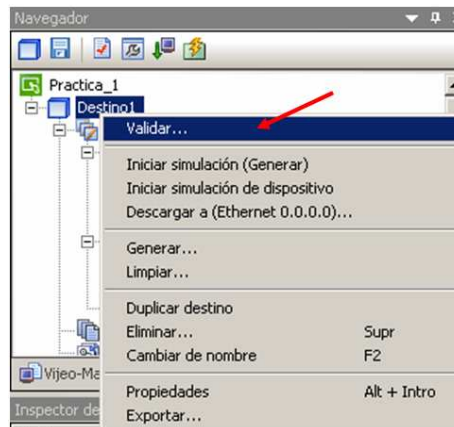 Navegador
Practica_1
Destino1
Validar...
Iniciar simulación (Generar)
Iniciar simulación de dispositivo
Descargar a (Ethernet 0.0.0.0)...
Generar...
Limpiar...
Duplicar destino
Eliminar... Supr
Cambiar de nombre F2
Vijeo-Ma
Propiedades Alt + Intro
Inspector de
Exportar...